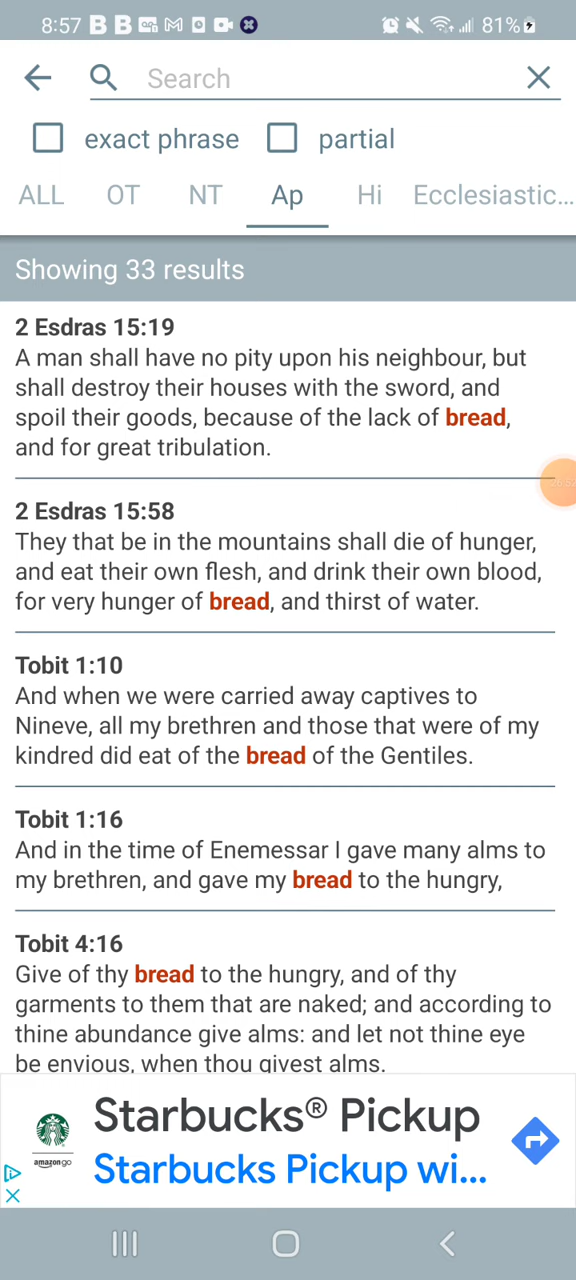 8:57 B B 81%
Search
exact phrase partial
ALL OT NT Ap Hi Ecclesiastic...
Showing 33 results
2 Esdras 15:19
A man shall have no pity upon his neighbour, but
shall destroy their houses with the sword, and
spoil their goods, because of the lack of bread,
and for great tribulation.
2 Esdras 15:58
They that be in the mountains shall die of hunger,
and eat their own flesh, and drink their own blood,
for very hunger of bread, and thirst of water.
Tobit 1:10
And when we were carried away captives to
Nineve, all my brethren and those that were of my
kindred did eat of the bread of the Gentiles.
Tobit 1:16
And in the time of Enemessar I gave many alms to
my brethren, and gave my bread to the hungry,
Tobit 4:16
Give of thy bread to the hungry, and of thy
garments to them that are naked; and according to
thine abundance give alms: and let not thine eye
be envious, when thou givest alms.
Starbucks® Pickup
amazon go
Starbucks Pickup wi...